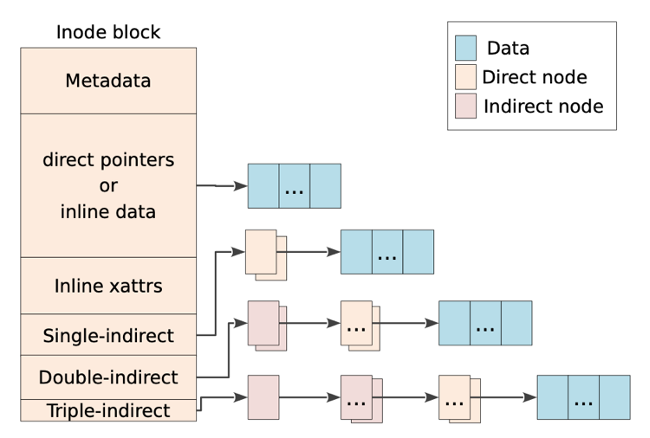 Inode block
Metadata
direct pointers
or
inline data
Inline xattrs
Single-indirect
Double-indirect
Triple-indirect
Data
Direct node
Indirect node
...
...
...
...
...
...
...